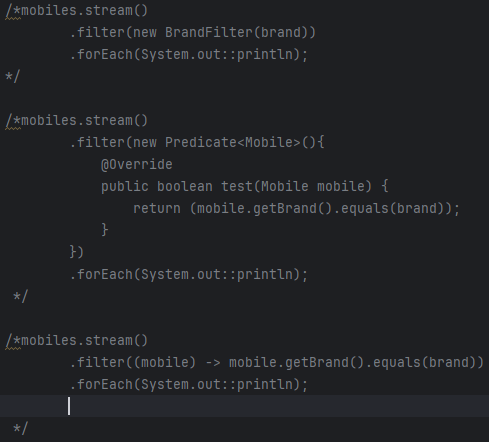 /*mobiles.stream()
        .filter(new BrandFilter(brand))
        .forEach(System.out::println);
*/
/*mobiles.stream()
        .filter(new Predicate<Mobile>(){
            @Override
            public boolean test(Mobile mobile) {
                return (mobile.getBrand().equals(brand));
            }
        })
        .forEach(System.out::println);
 */
/*mobiles.stream()
        .filter((mobile) -> mobile.getBrand().equals(brand))
        .forEach(System.out::println);
 */